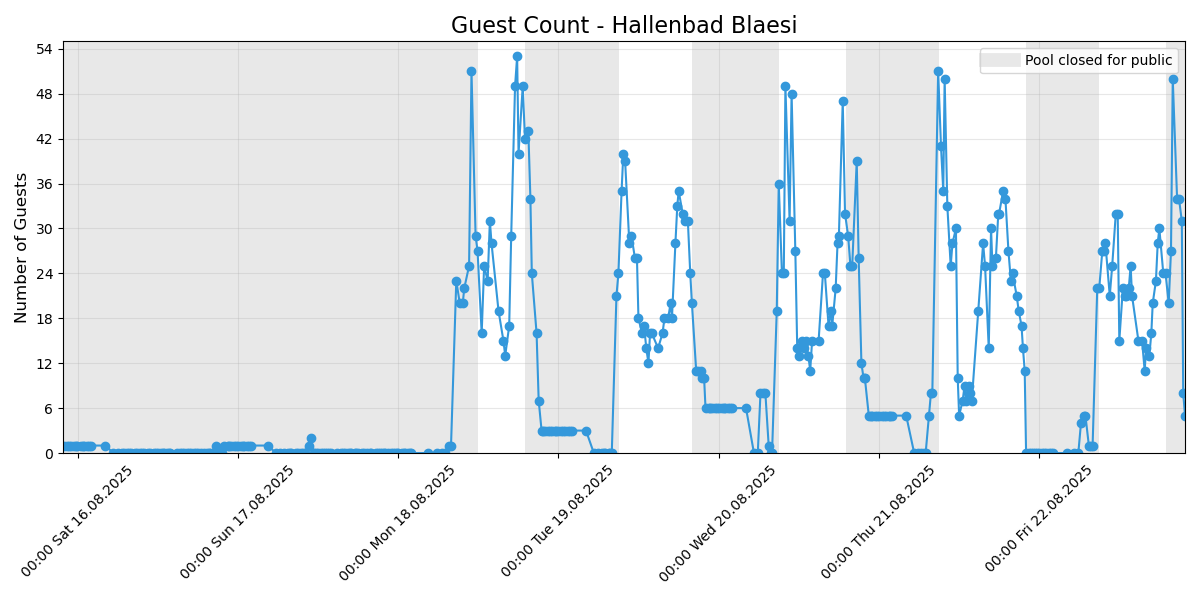 Guest Count - Hallenbad Blaesi
Pool closed for public
Number of Guests
54
48
42
36
30
24
18
12
6
0
00:00 Sat 16.08.2025
00:00 Sun 17.08.2025
00:00 Mon 18.08.2025
00:00 Tue 19.08.2025
00:00 Wed 20.08.2025
00:00 Thu 21.08.2025
00:00 Fri 22.08.2025